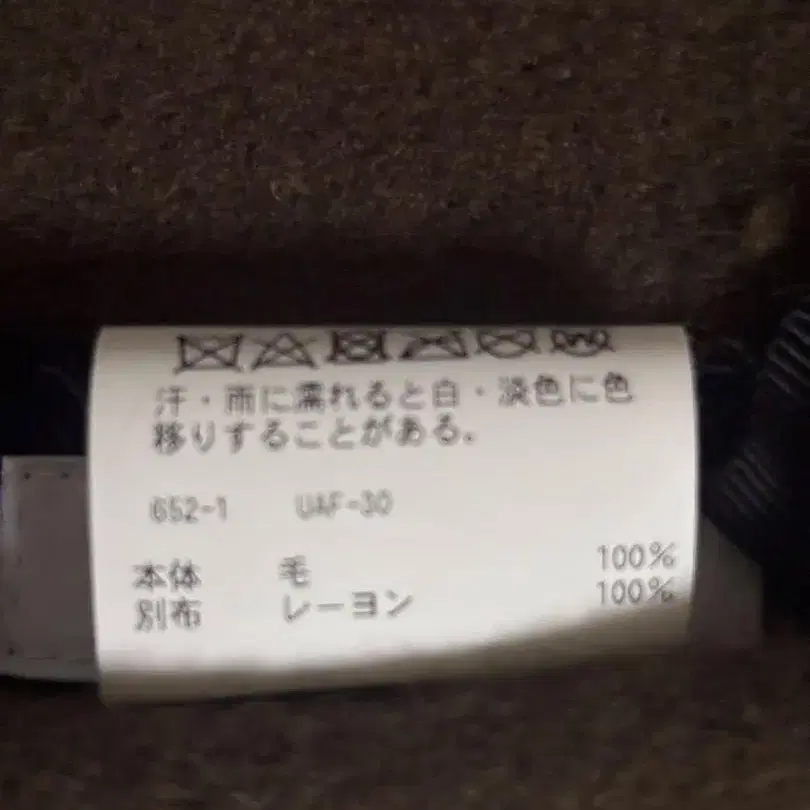 汗・雨に濡れると白・淡色に色
移りすることがある。
652-1 UAF-30
本体 毛 100%
別布 レーヨン 100%